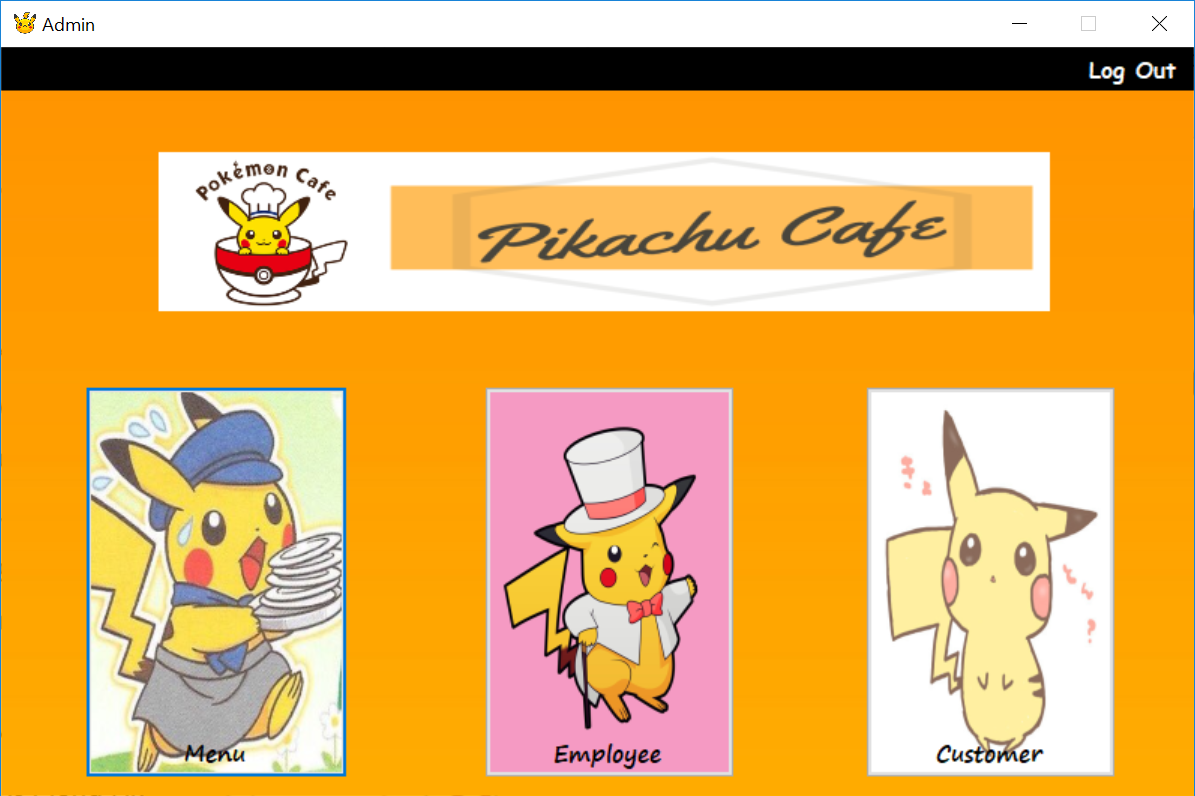 Admin
Log Out
Pokémon Cafe
Pikachu Cafe
Menu
Employee
Customer